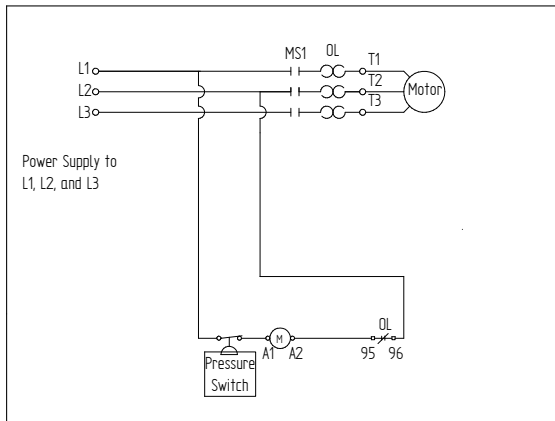 MS1 OL
L1 T1
L2 T2 Motor
L3 T3
Power Supply to
L1, L2, and L3
OL
M
A1 A2 95 96
Pressure
Switch